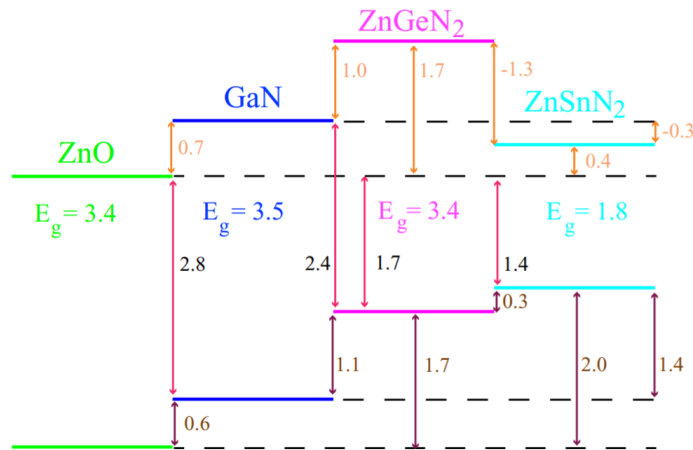 ZnGeN2
1.0
1.7
-1.3
GaN
ZnSnN2
-0.3
ZnO
0.7
0.4
Eg= 3.4
Eg= 3.5
Eg= 3.4
Eg= 1.8
2.8
2.4
1.7
1.4
0.3
1.1
1.7
2.0
1.4
0.6